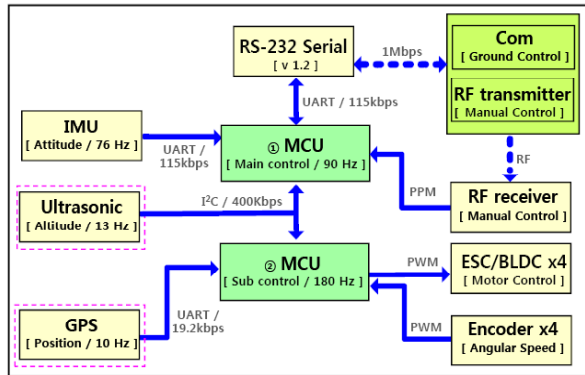 RS-232 Serial
[ v 1.2 ]
1Mbps
Com
[ Ground Control ]
RF transmitter
[ Manual Control ]
UART / 115kbps
IMU
[ Attitude / 76 Hz ]
UART /
115kbps
① MCU
[ Main control / 90 Hz ]
RF
PPM
RF receiver
[ Manual Control ]
Ultrasonic
[ Altitude / 13 Hz ]
I²C / 400Kbps
② MCU
[ Sub control / 180 Hz ]
PWM
ESC/BLDC x4
[ Motor Control ]
GPS
[ Position / 10 Hz ]
UART /
19.2kbps
PWM
Encoder x4
[ Angular Speed ]